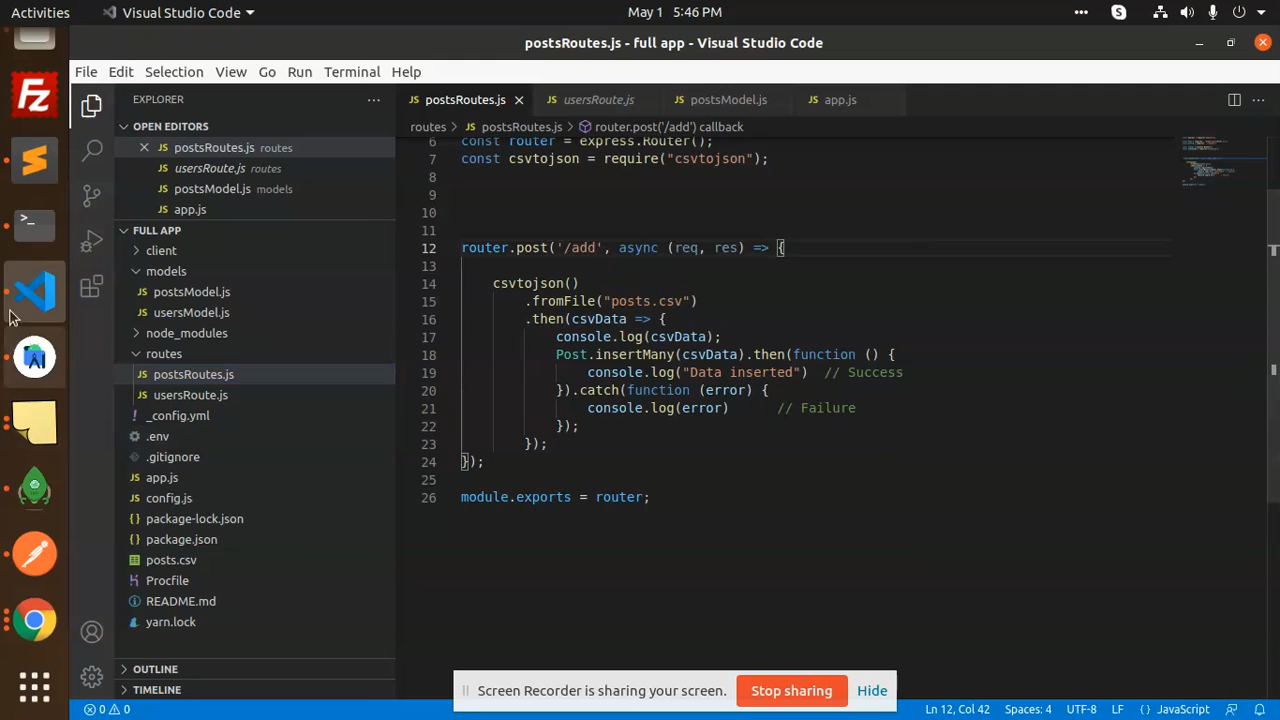 Activities
Visual Studio Code
May 1 5:46 PM
postsRoutes.js - full app - Visual Studio Code
File Edit Selection View Go Run Terminal Help
EXPLORER
OPEN EDITORS
postsRoutes.js routes
usersRoute.js routes
postsModel.js models
app.js
FULL APP
client
models
postsModel.js
usersModel.js
node_modules
routes
postsRoutes.js
usersRoute.js
_config.yml
.env
.gitignore
app.js
config.js
package-lock.json
package.json
posts.csv
Procfile
README.md
yarn.lock
OUTLINE
TIMELINE
postsRoutes.js usersRoute.js postsModel.js app.js
routes > postsRoutes.js > router.post('/add') callback
6 const router = express.Router();
7 const csvtojson = require("csvtojson");
8
9
10
11
12 router.post('/add', async (req, res) => {
13
14 csvtojson()
15 .fromFile("posts.csv")
16 .then(csvData => {
17 console.log(csvData);
18 Post.insertMany(csvData).then(function () {
19 console.log("Data inserted") // Success
20 }).catch(function (error) {
21 console.log(error) // Failure
22 });
23 });
24 });
25
26 module.exports = router;
Screen Recorder is sharing your screen. Stop sharing Hide
0 0 Ln 12, Col 42 Spaces: 4 UTF-8 LF { } JavaScript